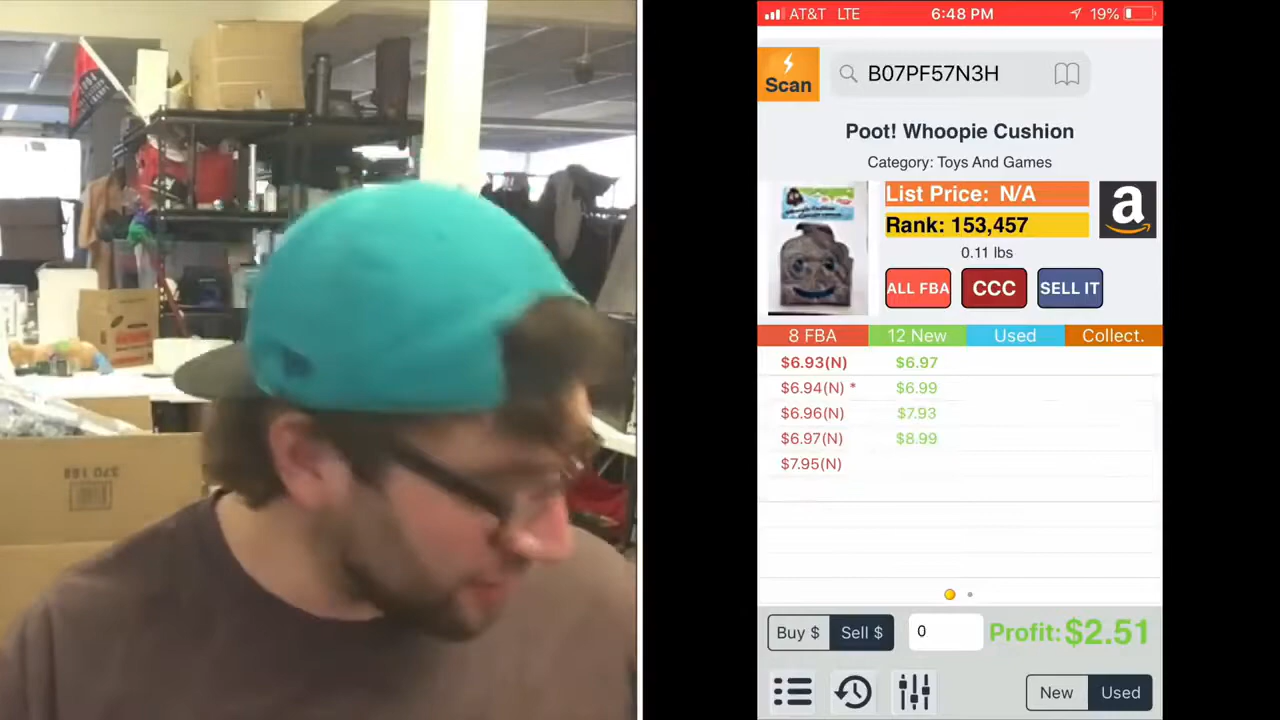 AT&T LTE 6:48 PM 19%
Scan
B07PF57N3H
Poot! Whoopie Cushion
Category: Toys And Games
List Price: N/A
Rank: 153,457
0.11 lbs
a
ALL FBA CCC SELL IT
8 FBA 12 New Used Collect.
$6.93(N) $6.97
$6.94(N) * $6.99
$6.96(N) $7.93
$6.97(N) $8.99
$7.95(N)
Buy $ Sell $ 0 Profit: $2.51
New Used